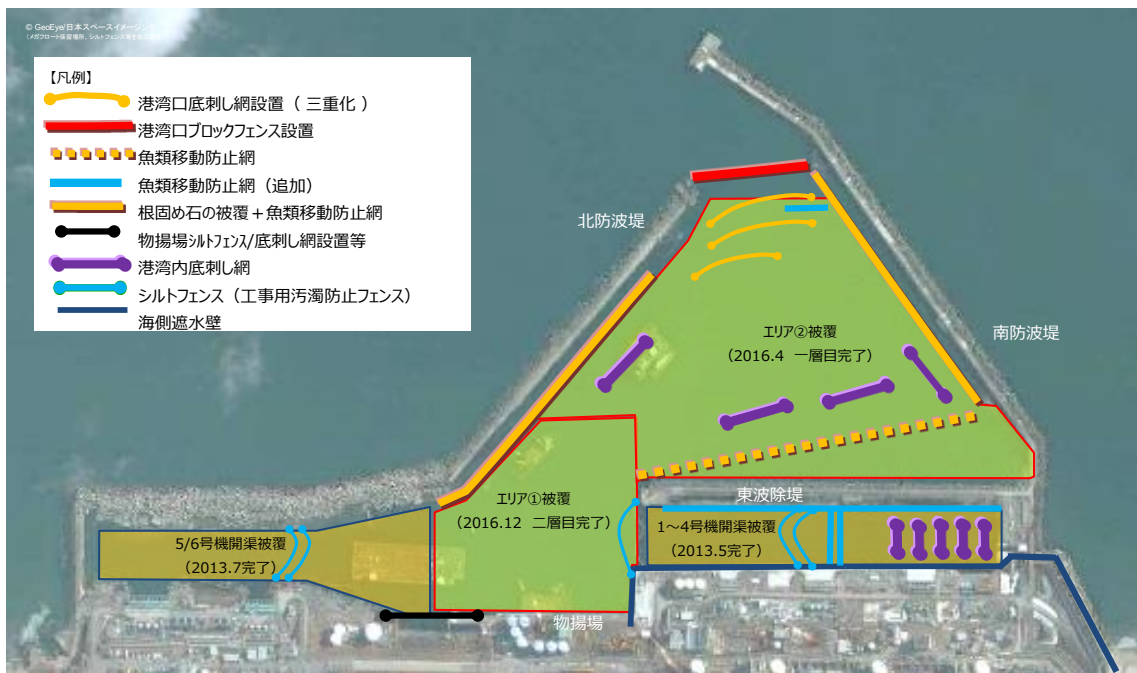 © GeoEye/日本スペースイメージング
【凡例】
港湾口底刺し網設置（ 三重化 ）
港湾口ブロックフェンス設置
魚類移動防止網
魚類移動防止網（追加）
根固め石の被覆＋魚類移動防止網
物揚場ｼﾙﾄﾌｪﾝｽ/底刺し網設置等
港湾内底刺し網
シルトフェンス（工事用汚濁防止フェンス）
海側遮水壁
北防波堤
エリア②被覆
（2016.4 一層目完了）
南防波堤
エリア①被覆
（2016.12 二層目完了）
東波除堤
5/6号機開渠被覆
（2013.7完了）
1～4号機開渠被覆
（2013.5完了）
物揚場